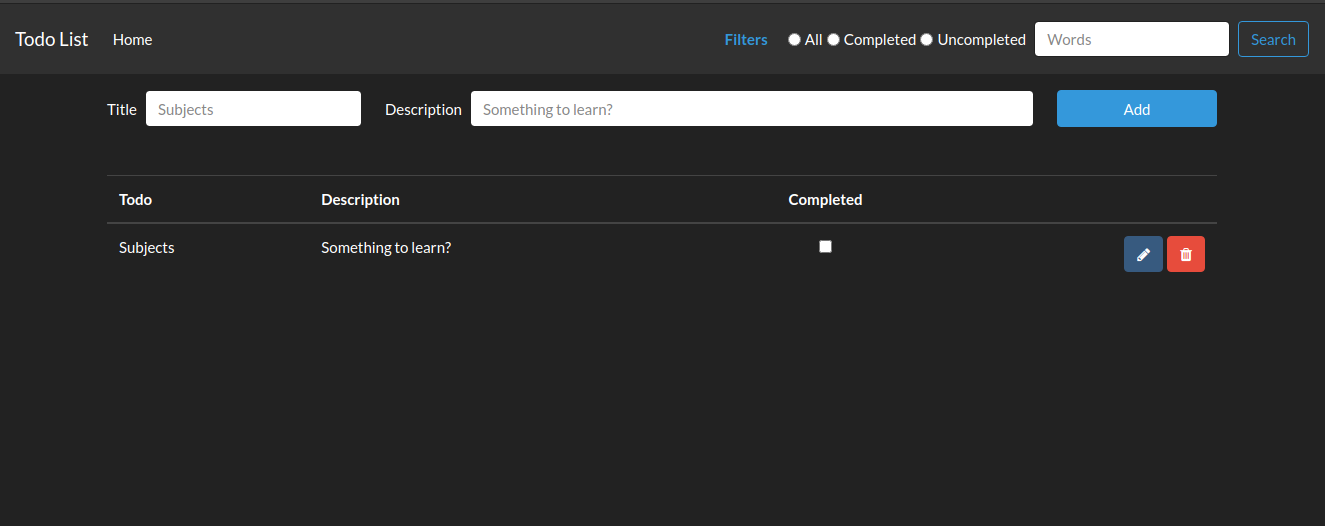 Todo List Home Filters All Completed Uncompleted Words Search
Title Subjects Description Something to learn? Add
Todo Description Completed
Subjects Something to learn?